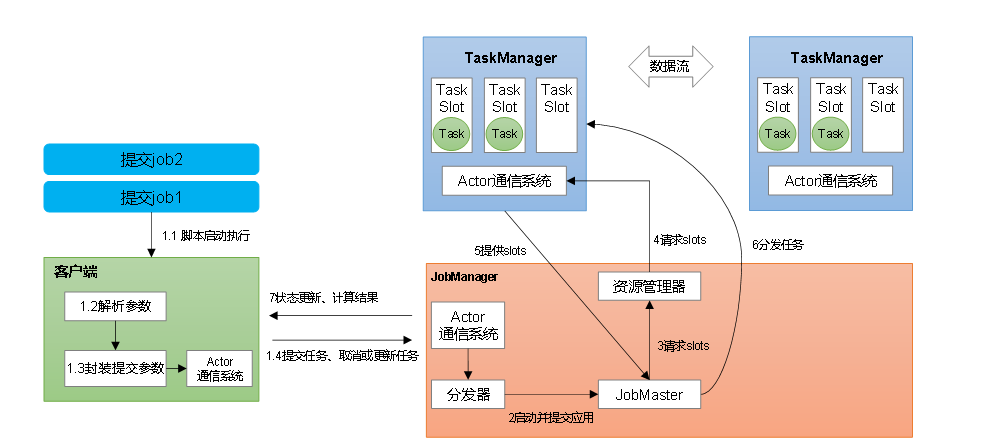 TaskManager
Task
Slot
Task
Task
Slot
Task
Task
Slot
Actor通信系统
数据流
TaskManager
Task
Slot
Task
Task
Slot
Task
Task
Slot
Actor通信系统
提交job2
提交job1
1.1 脚本启动执行
客户端
1.2解析参数
1.3封装提交参数
Actor
通信系统
7状态更新、计算结果
1.4提交任务、取消或更新任务
5提供slots
4请求slots
6分发任务
JobManager
资源管理器
Actor
通信系统
3请求slots
分发器
JobMaster
2启动并提交应用